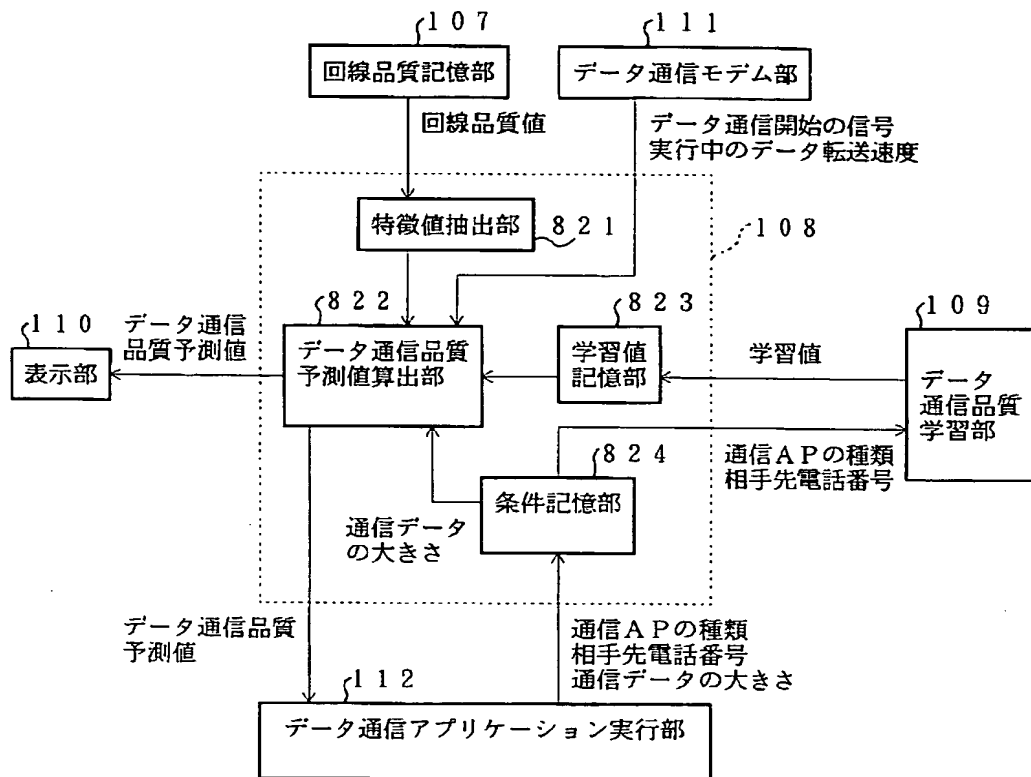 107
回線品質記憶部
111
データ通信モデム部
回線品質値
データ通信開始の信号
実行中のデータ転送速度
特徴値抽出部
821
108
822
データ通信品質
予測値算出部
823
学習値
記憶部
110
表示部
データ通信
品質予測値
学習値
109
データ
通信品質
学習部
通信APの種類
相手先電話番号
824
条件記憶部
通信データ
の大きさ
データ通信品質
予測値
通信APの種類
相手先電話番号
通信データの大きさ
112
データ通信アプリケーション実行部